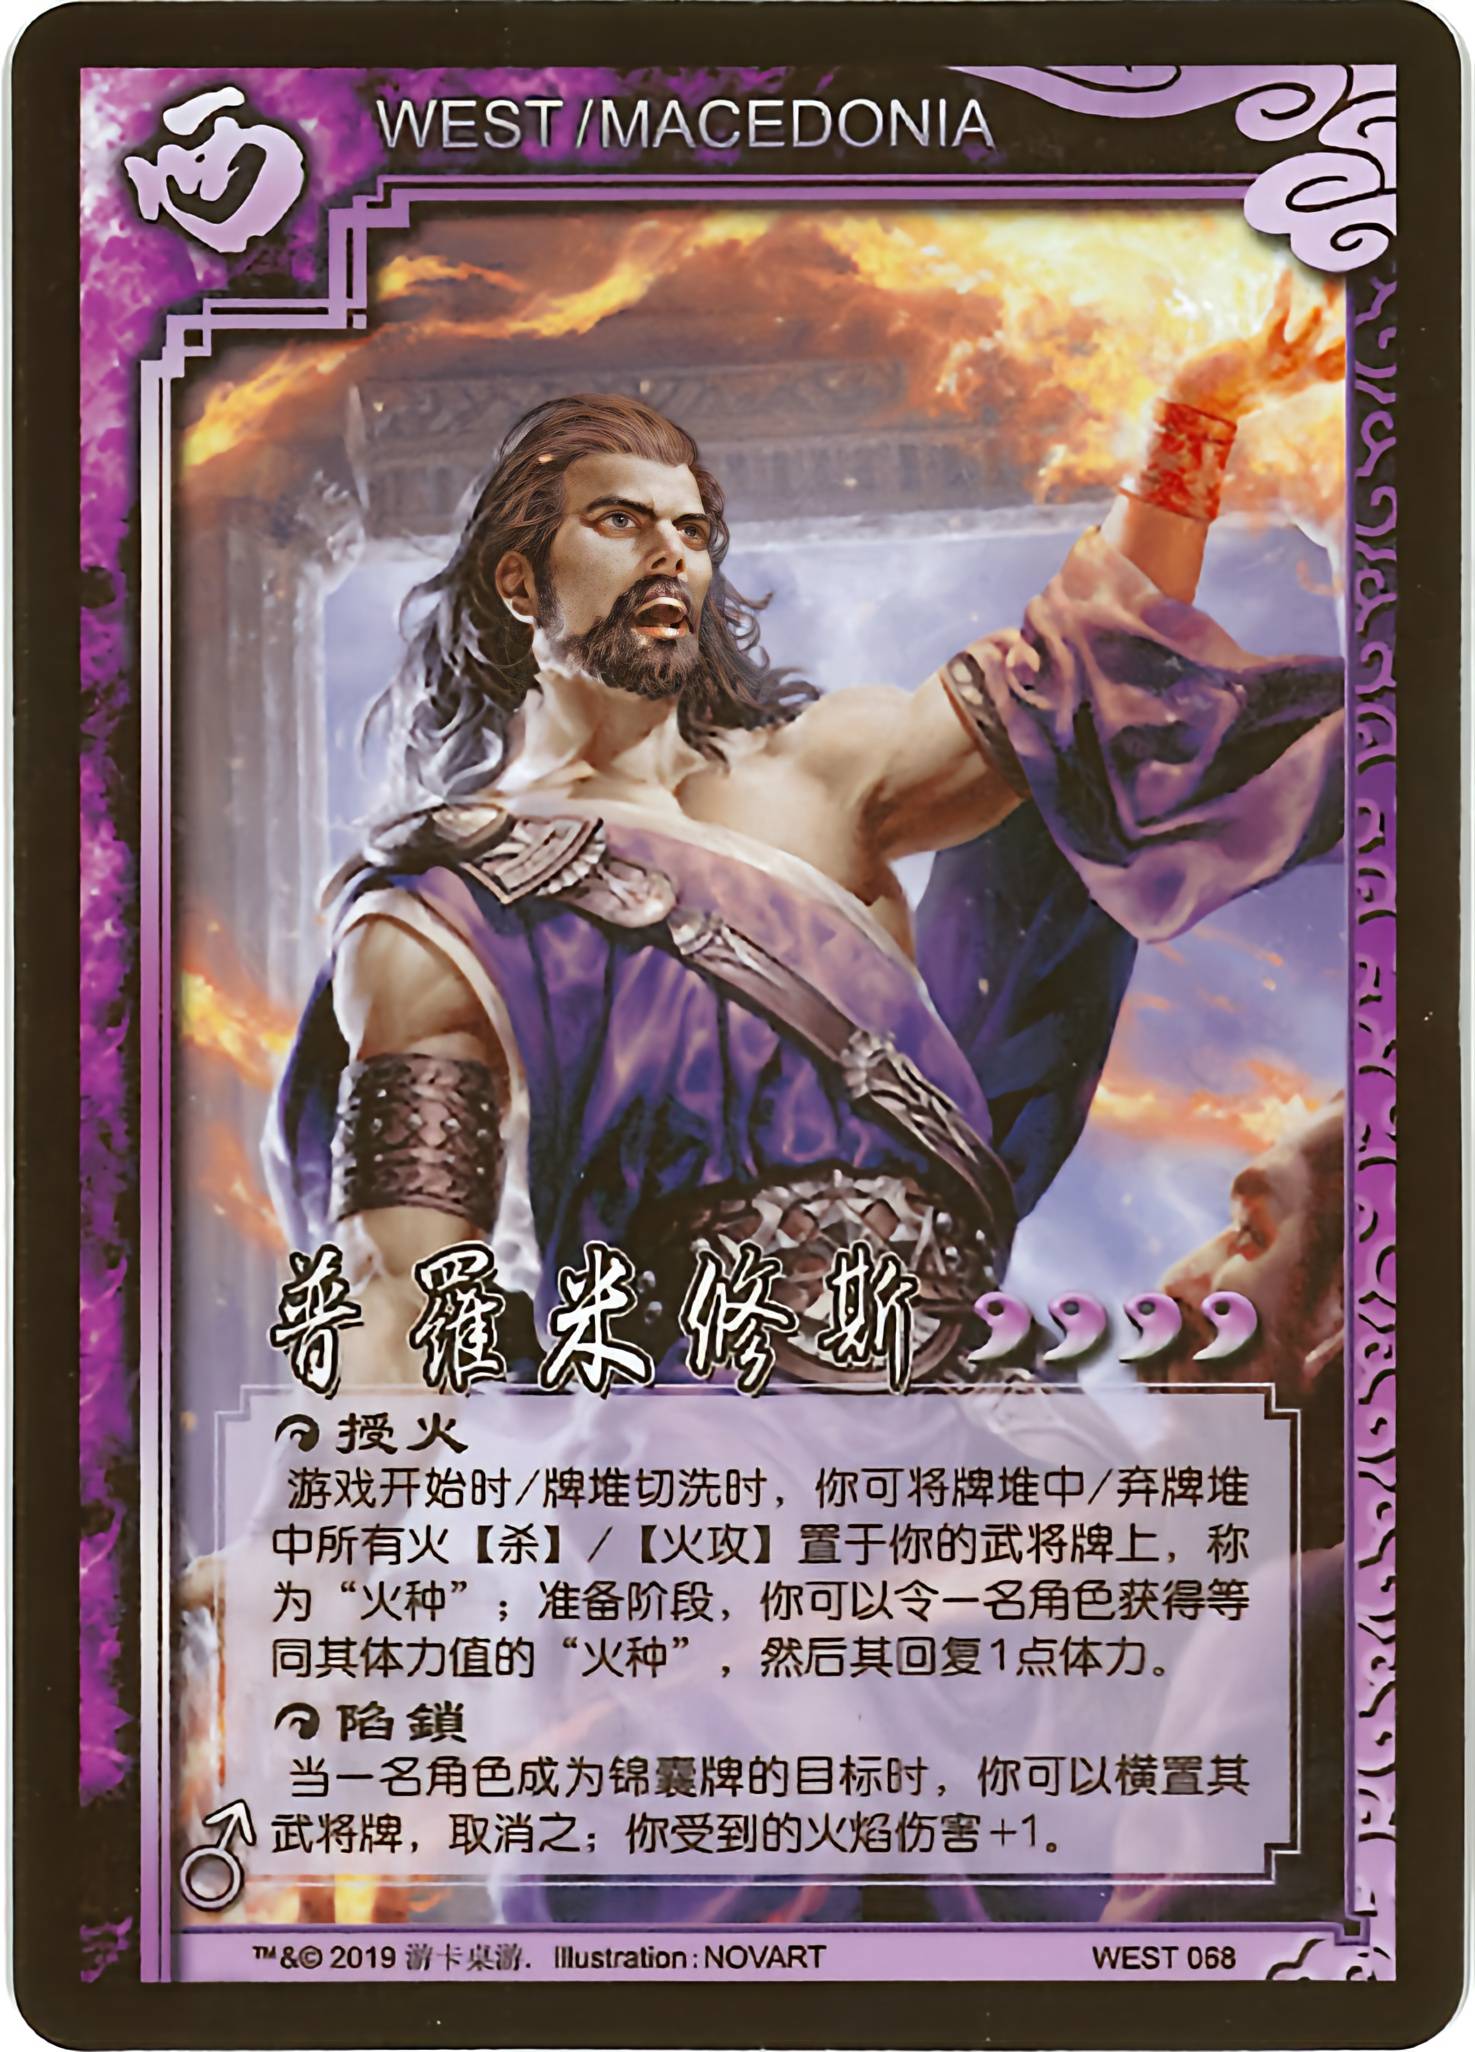 西
WEST/MACEDONIA
普羅米修斯
授火
游戏开始时/牌堆切洗时，你可将牌堆中/弃牌堆
中所有火【杀】/【火攻】置于你的武将牌上，称
为“火种”；准备阶段，你可以令一名角色获得等
同其体力值的“火种”，然后其回复1点体力。
陷鎖
当一名角色成为锦囊牌的目标时，你可以横置其
武将牌，取消之；你受到的火焰伤害+1。
™&© 2019 游卡桌游. Illustration:NOVART
WEST 068